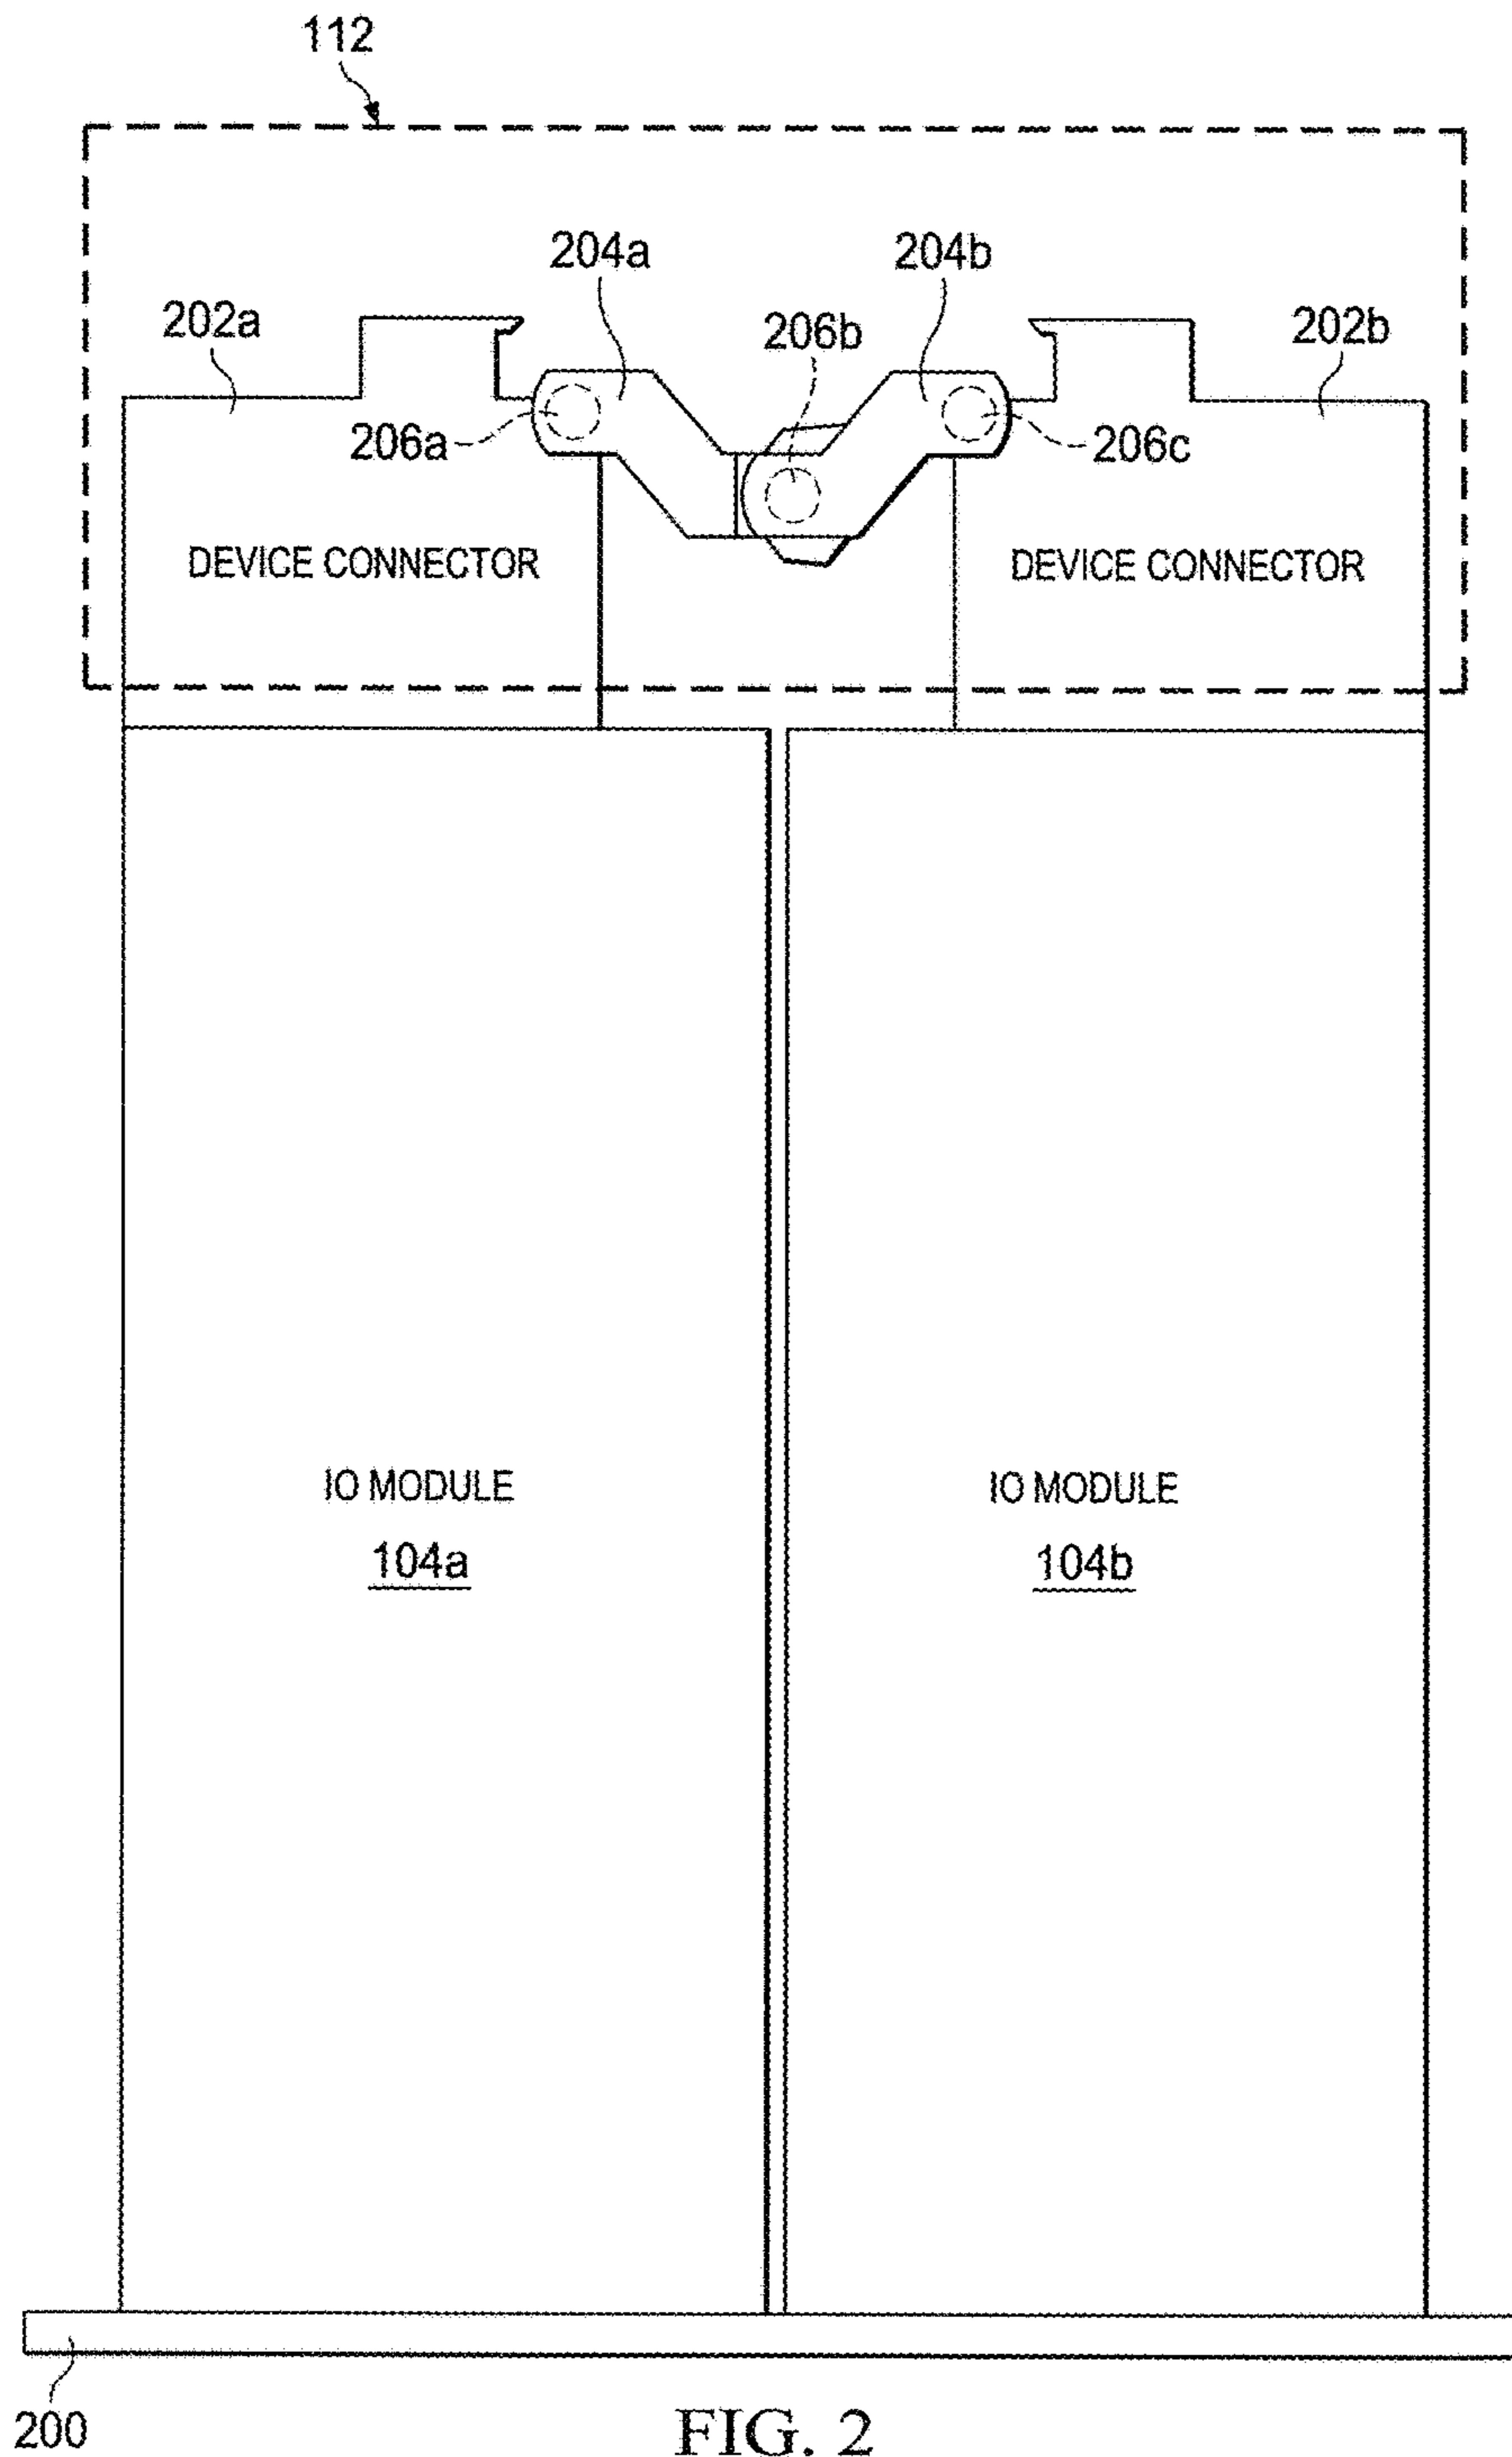 112
204a
204b
202a
206b
202b
206a
206c
DEVICE CONNECTOR
DEVICE CONNECTOR
IO MODULE
104a
IO MODULE
104b
200
FIG. 2